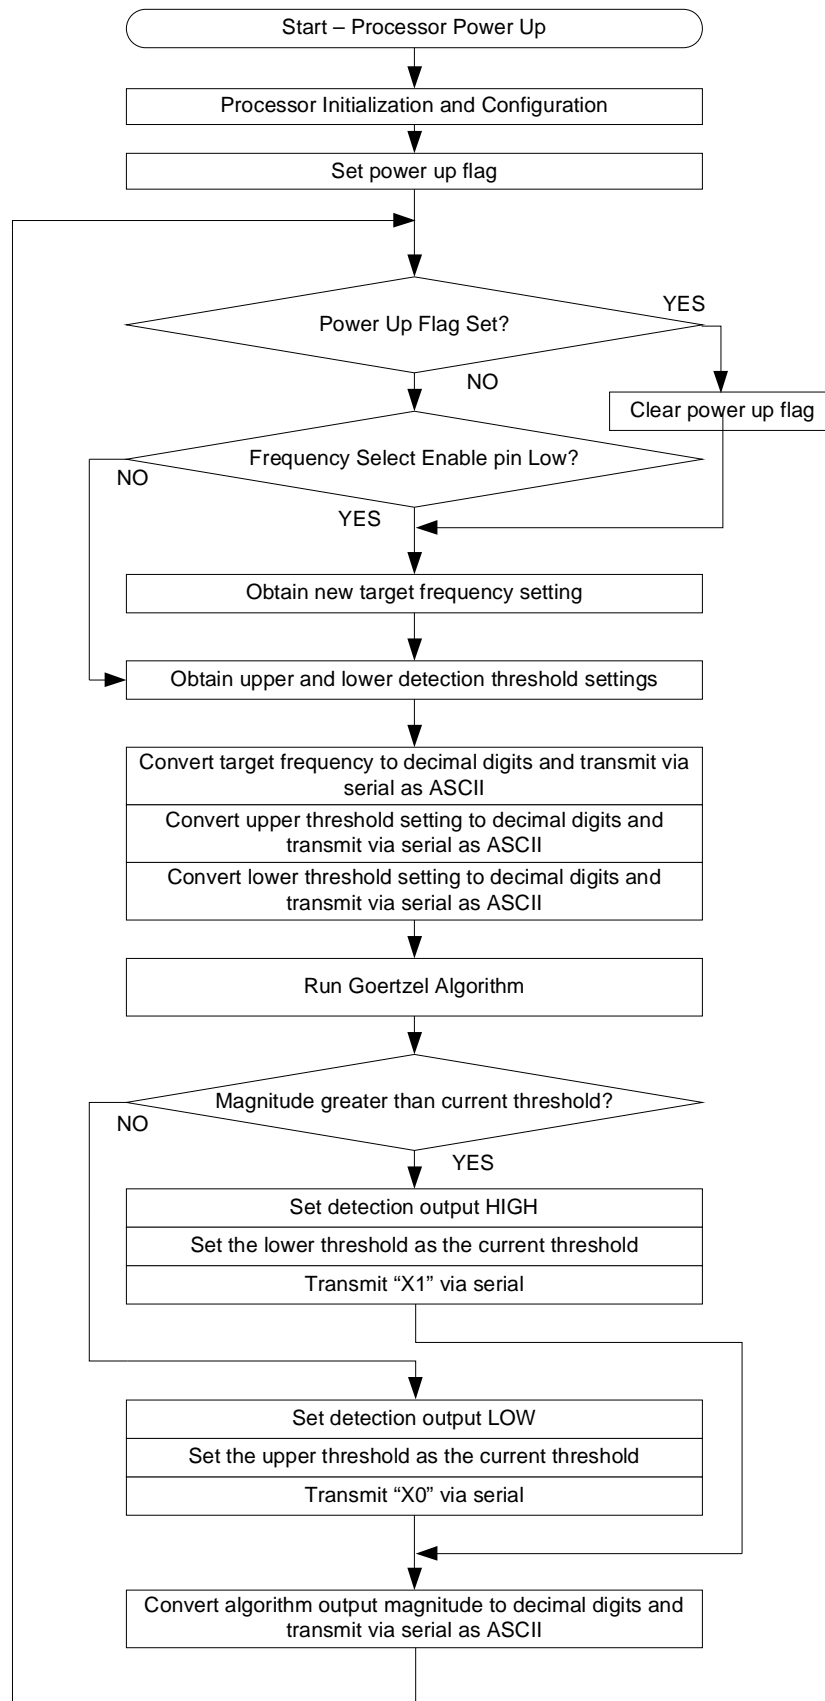 Start – Processor Power Up
Processor Initialization and Configuration
Set power up flag
Power Up Flag Set?
YES
NO
Clear power up flag
Frequency Select Enable pin Low?
NO
YES
Obtain new target frequency setting
Obtain upper and lower detection threshold settings
Convert target frequency to decimal digits and transmit via
serial as ASCII
Convert upper threshold setting to decimal digits and
transmit via serial as ASCII
Convert lower threshold setting to decimal digits and
transmit via serial as ASCII
Run Goertzel Algorithm
Magnitude greater than current threshold?
NO
YES
Set detection output HIGH
Set the lower threshold as the current threshold
Transmit “X1” via serial
Set detection output LOW
Set the upper threshold as the current threshold
Transmit “X0” via serial
Convert algorithm output magnitude to decimal digits and
transmit via serial as ASCII